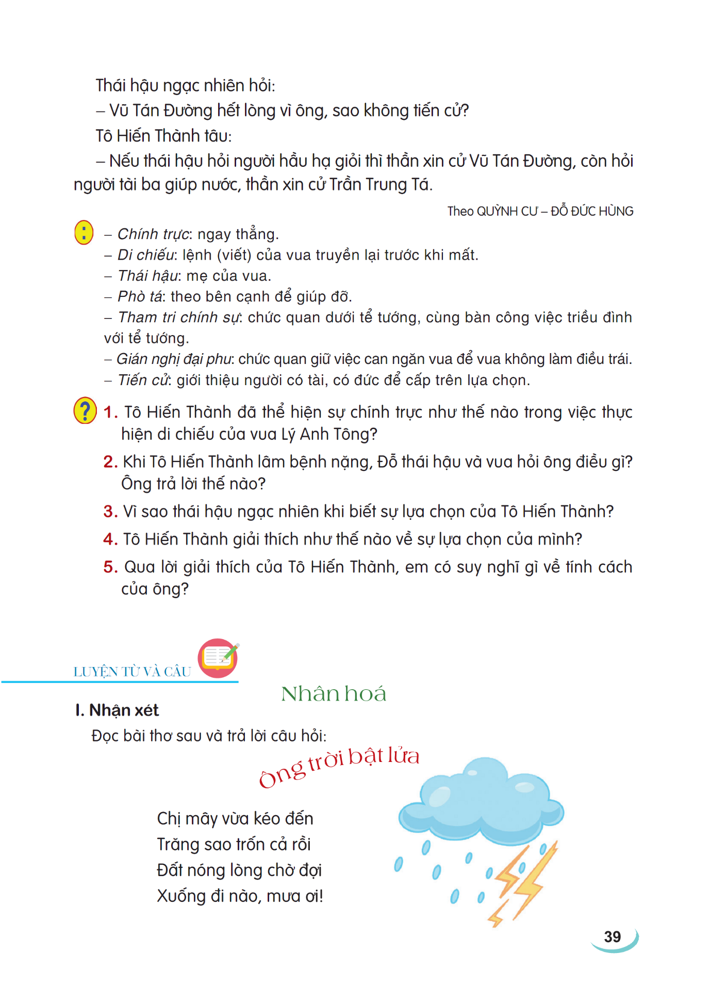 Thái hậu ngạc nhiên hỏi:
– Vũ Tán Đường hết lòng vì ông, sao không tiến cử?
Tô Hiến Thành tâu:
– Nếu thái hậu hỏi người hầu hạ giỏi thì thần xin cử Vũ Tán Đường, còn hỏi
người tài ba giúp nước, thần xin cử Trần Trung Tá.
Theo QUỲNH CƯ – ĐỖ ĐỨC HÙNG
:
– Chính trực: ngay thẳng.
– Di chiếu: lệnh (viết) của vua truyền lại trước khi mất.
– Thái hậu: mẹ của vua.
– Phò tá: theo bên cạnh để giúp đỡ.
– Tham tri chính sự: chức quan dưới tể tướng, cùng bàn công việc triều đình
với tể tướng.
– Gián nghị đại phu: chức quan giữ việc can ngăn vua để vua không làm điều trái.
– Tiến cử: giới thiệu người có tài, có đức để cấp trên lựa chọn.
? 1. Tô Hiến Thành đã thể hiện sự chính trực như thế nào trong việc thực
hiện di chiếu của vua Lý Anh Tông?
2. Khi Tô Hiến Thành lâm bệnh nặng, Đỗ thái hậu và vua hỏi ông điều gì?
Ông trả lời thế nào?
3. Vì sao thái hậu ngạc nhiên khi biết sự lựa chọn của Tô Hiến Thành?
4. Tô Hiến Thành giải thích như thế nào về sự lựa chọn của mình?
5. Qua lời giải thích của Tô Hiến Thành, em có suy nghĩ gì về tính cách
của ông?
LUYỆN TỪ VÀ CÂU
Nhân hoá
I. Nhận xét
Đọc bài thơ sau và trả lời câu hỏi:
Ông trời bật lửa
Chị mây vừa kéo đến
Trăng sao trốn cả rồi
Đất nóng lòng chờ đợi
Xuống đi nào, mưa ơi!
39